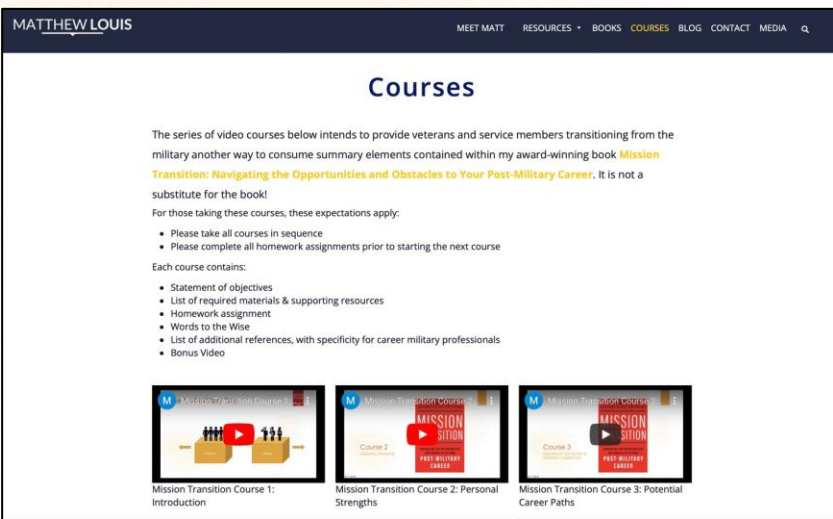 MATTHEW LOUIS
MEET MATT RESOURCES BOOKS COURSES BLOG CONTACT MEDIA
Courses
The series of video courses below intends to provide veterans and service members transitioning from the
military another way to consume summary elements contained within my award-winning book Mission
Transition: Navigating the Opportunities and Obstacles to Your Post-Military Career. It is not a
substitute for the book!
For those taking these courses, these expectations apply:
• Please take all courses in sequence
• Please complete all homework assignments prior to starting the next course
Each course contains:
• Statement of objectives
• List of required materials & supporting resources
• Homework assignment
• Words to the Wise
• List of additional references, with specificity for career military professionals
• Bonus Video
M Mission Transition Course 1
M Mission Transition Course 2
MISSION
Course 2
POST-MILITARY
CAREER
M Mission Transition Course 3
MISSION
Course 3
POST-MILITARY
CAREER
Mission Transition Course 1:
Introduction
Mission Transition Course 2: Personal
Strengths
Mission Transition Course 3: Potential
Career Paths